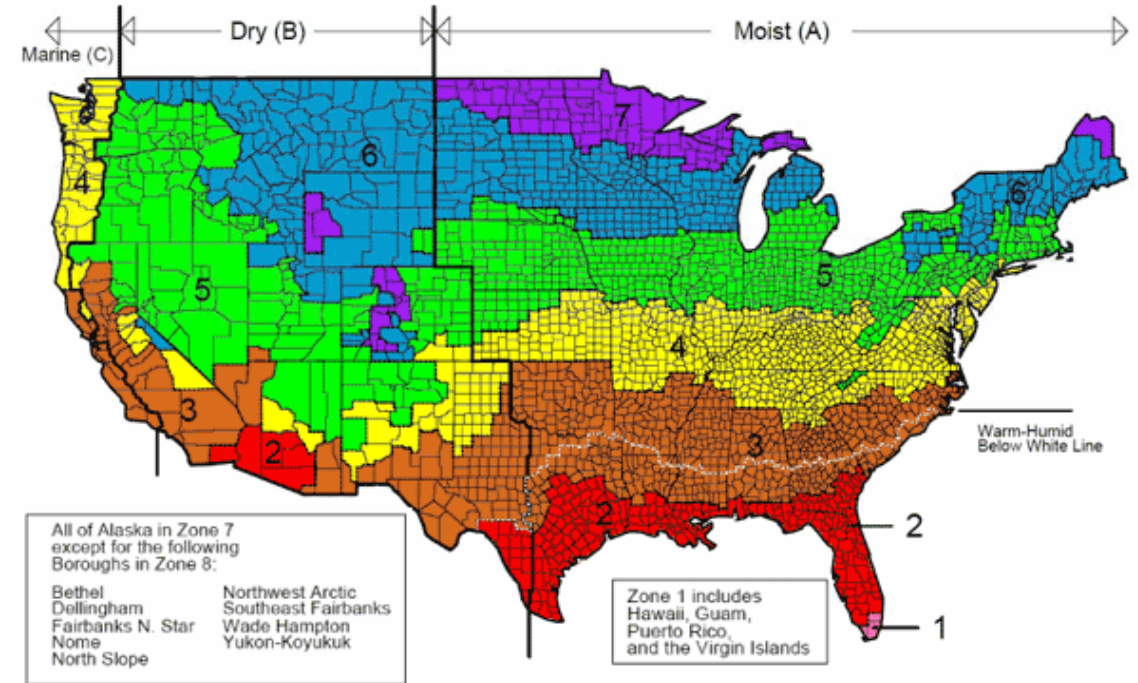 Dry (B)
Moist (A)
Marine (C)
7
6
4
6
5
5
4
3
3
2
2
Warm-Humid
Below White Line
2
1
All of Alaska in Zone 7
except for the following
Boroughs in Zone 8:
Bethel Northwest Arctic
Dellingham Southeast Fairbanks
Fairbanks N. Star Wade Hampton
Nome Yukon-Koyukuk
North Slope
Zone 1 includes
Hawaii, Guam,
Puerto Rico,
and the Virgin Islands